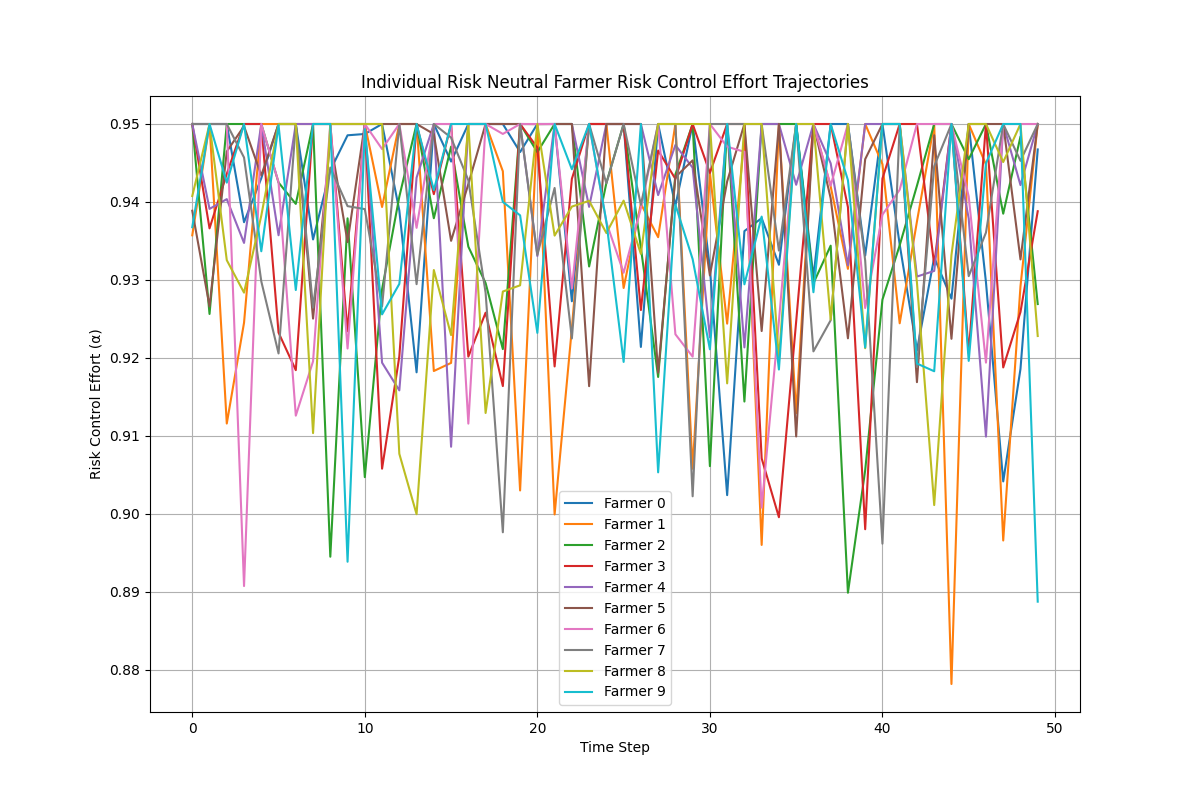 Individual Risk Neutral Farmer Risk Control Effort Trajectories
Risk Control Effort (α)
0.95
0.94
0.93
0.92
0.91
0.90
0.89
0.88
Farmer 0
Farmer 1
Farmer 2
Farmer 3
Farmer 4
Farmer 5
Farmer 6
Farmer 7
Farmer 8
Farmer 9
0
10
20
30
40
50
Time Step